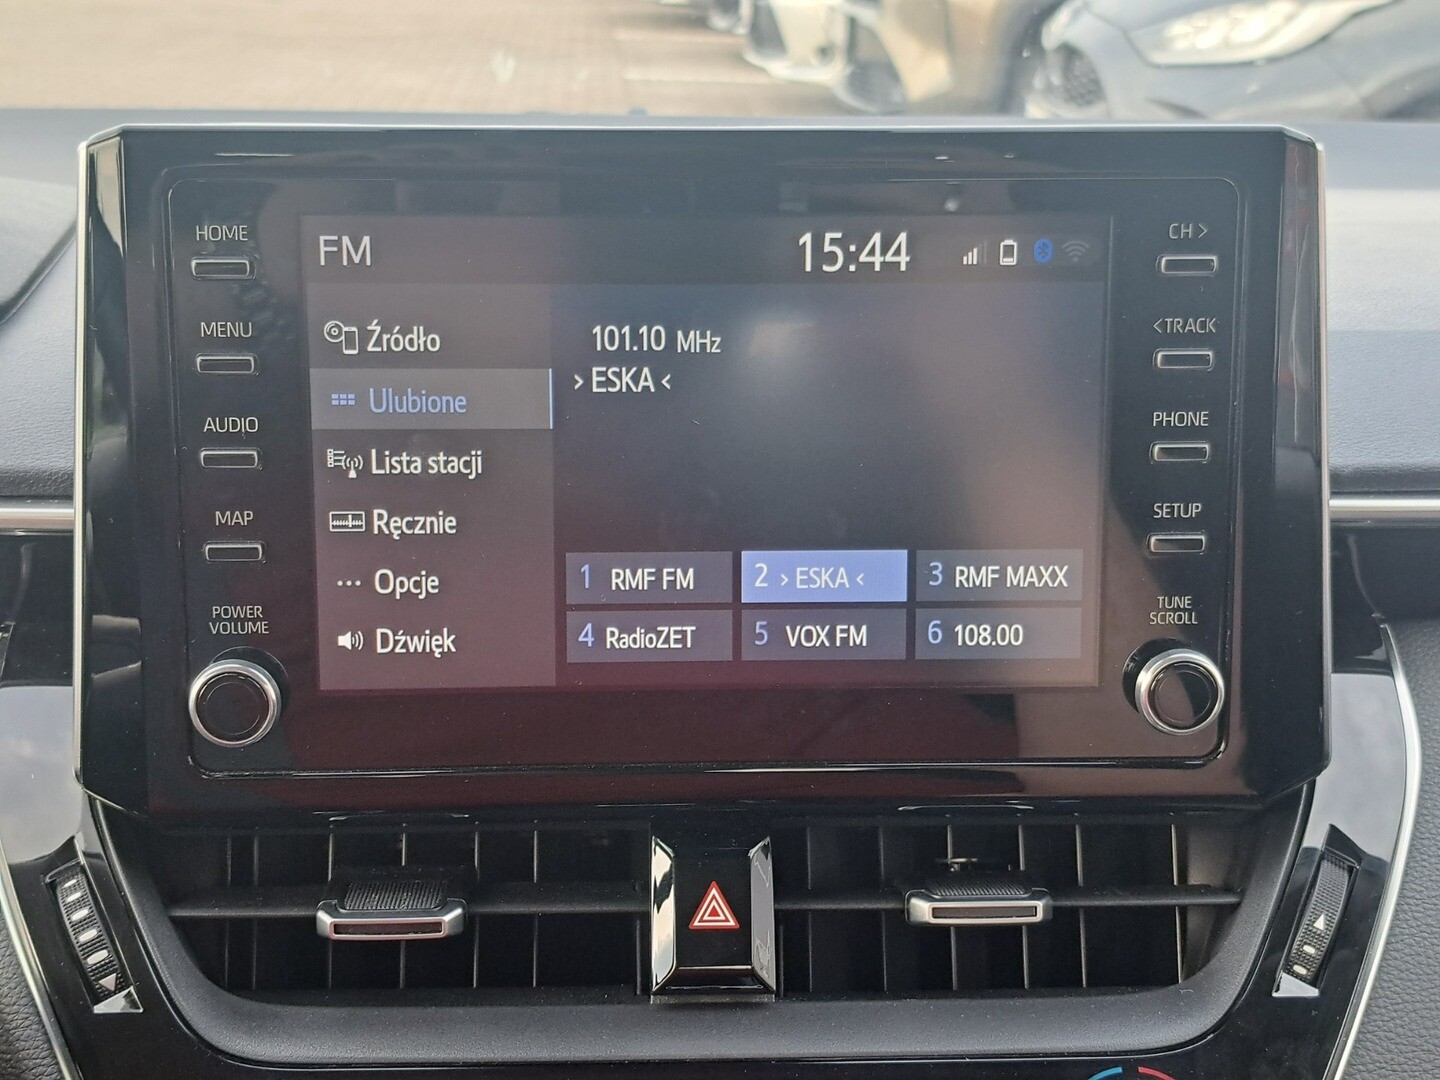 HOME
MENU
AUDIO
MAP
POWER
VOLUME
FM
15:44
Źródło
Ulubione
Lista stacji
Ręcznie
Opcje
Dźwięk
101.10 MHz
› ESKA ‹
1 RMF FM
2 › ESKA ‹
3 RMF MAXX
4 RadioZET
5 VOX FM
6 108.00
CH >
<TRACK
PHONE
SETUP
TUNE
SCROLL